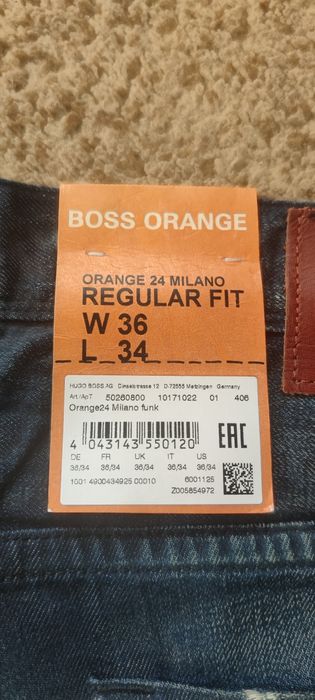 BOSS ORANGE
ORANGE 24 MILANO
REGULAR FIT
W 36
L 34
HUGO BOSS AG Dieselstrasse 12 D-72555 Metzingen Germany
Art./ApT 50260800 10171022 01 406
Orange24 Milano funk
4 043143 550120
EAC
DE FR UK IT US
36/34 36/34 36/34 36/34 36/34
1001 4900434925 00010 6001125
Z005854972